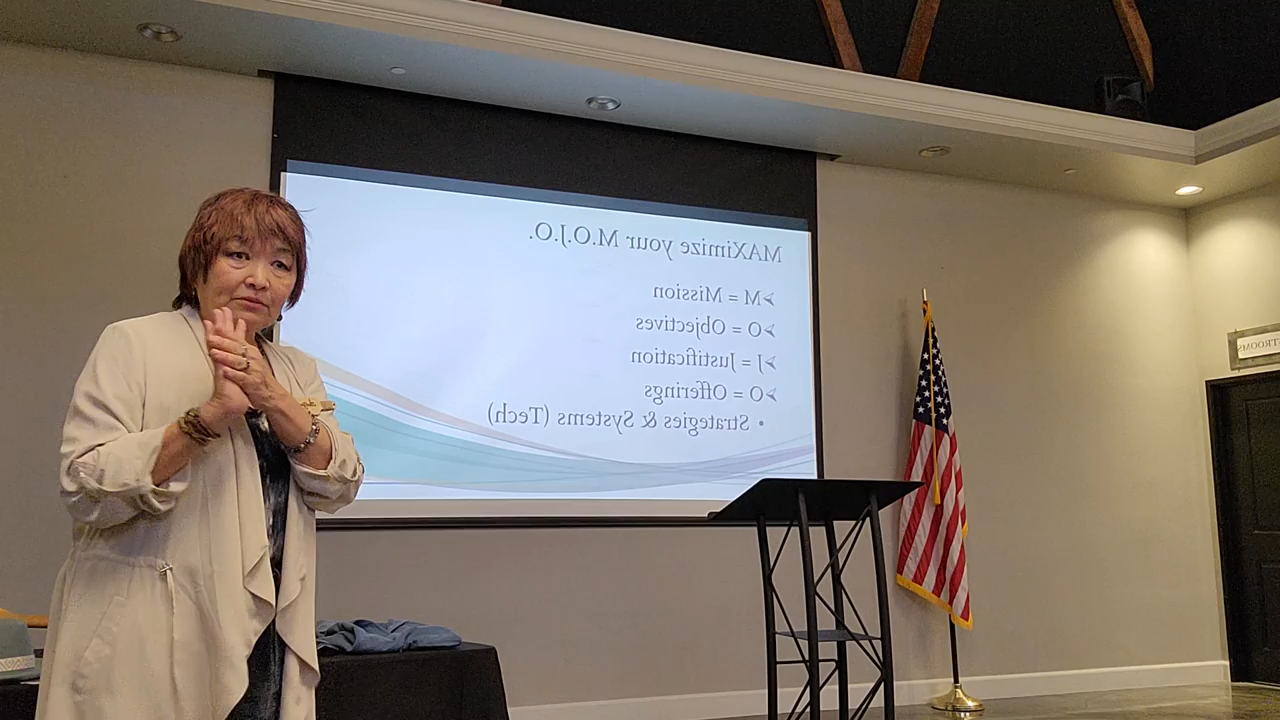 MAXimize your M.O.J.O.
➢M = Mission
➢O = Objectives
➢J = Justification
➢O = Offerings
• Strategies & Systems (Tech)